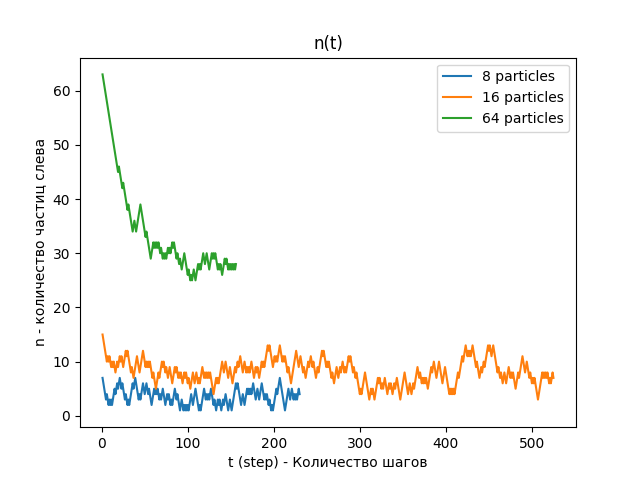 n(t)
8 particles
16 particles
64 particles
n - количество частиц слева
60
50
40
30
20
10
0
0 100 200 300 400 500
t (step) - Количество шагов